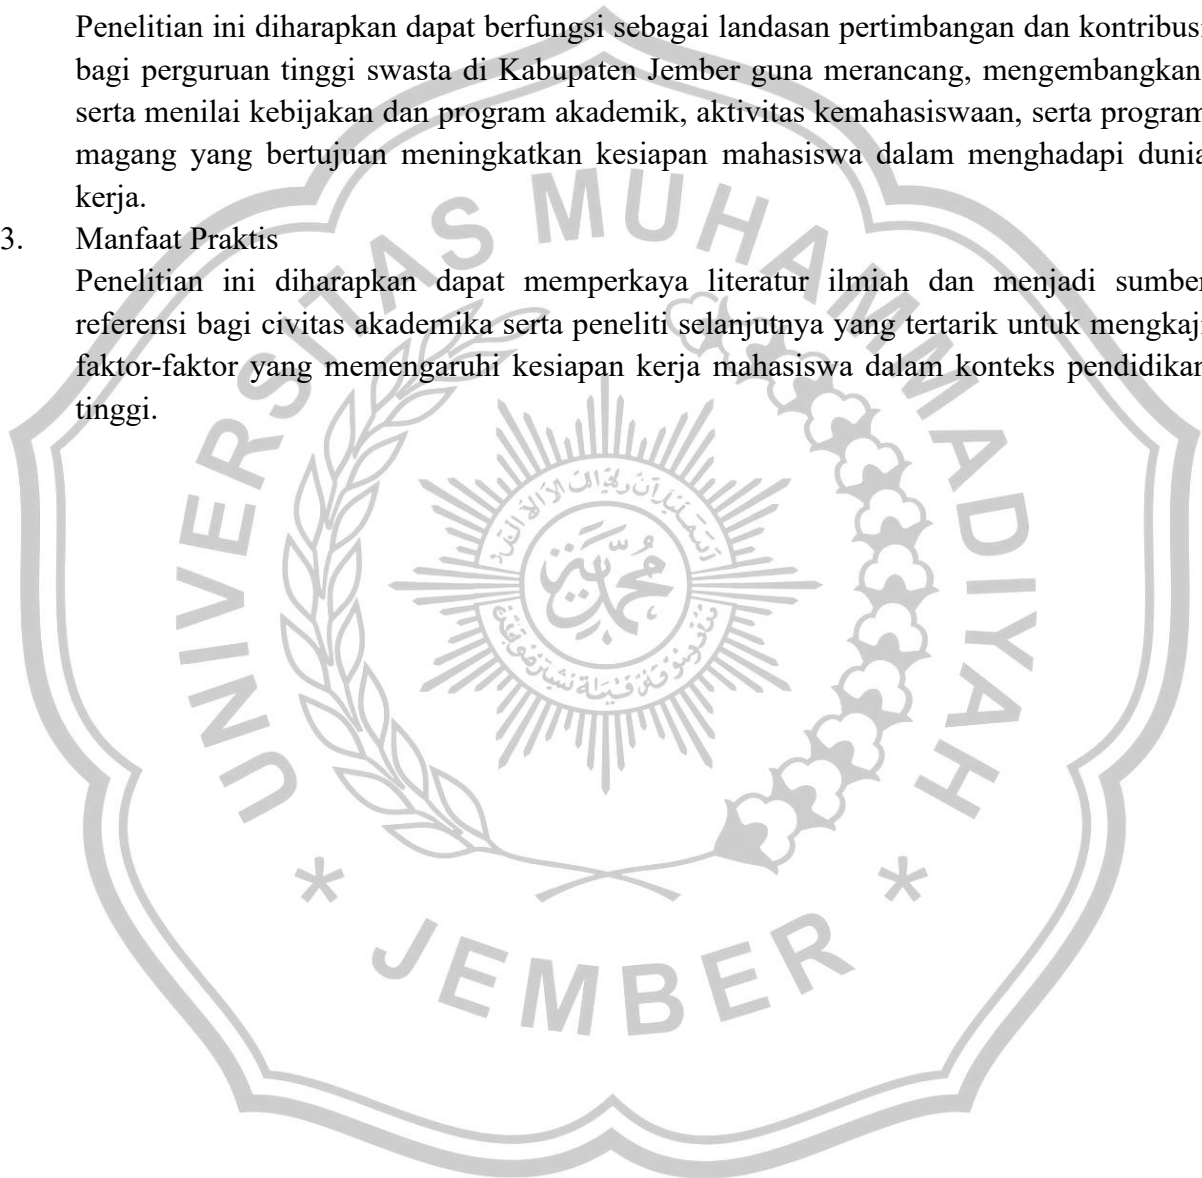 Penelitian ini diharapkan dapat berfungsi sebagai landasan pertimbangan dan kontribusi
bagi perguruan tinggi swasta di Kabupaten Jember guna merancang, mengembangkan
serta menilai kebijakan dan program akademik, aktivitas kemahasiswaan, serta program
magang yang bertujuan meningkatkan kesiapan mahasiswa dalam menghadapi dunia
kerja.
3. Manfaat Praktis
Penelitian ini diharapkan dapat memperkaya literatur ilmiah dan menjadi sumber
referensi bagi civitas akademika serta peneliti selanjutnya yang tertarik untuk mengkaji
faktor-faktor yang memengaruhi kesiapan kerja mahasiswa dalam konteks pendidikan
tinggi.
UNIVERSITAS MUHAMMADIYAH
* JEMBER *